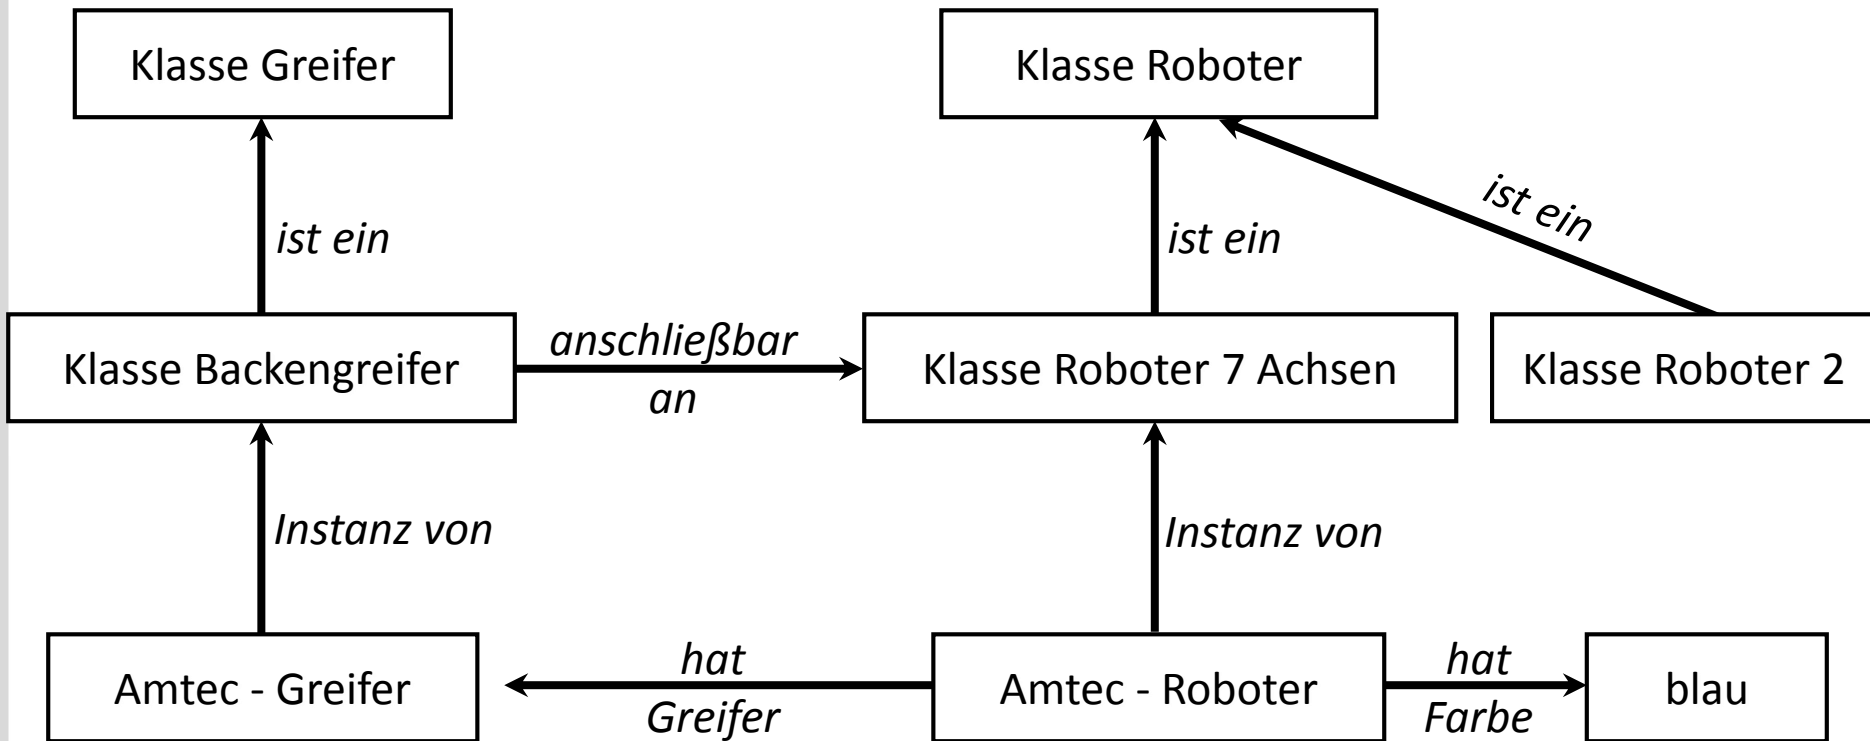 Klasse Greifer
Klasse Roboter
ist ein
ist ein
ist ein
Klasse Backengreifer
anschließbar
an
Klasse Roboter 7 Achsen
Klasse Roboter 2
Instanz von
Instanz von
Amtec - Greifer
hat
Greifer
Amtec - Roboter
hat
Farbe
blau